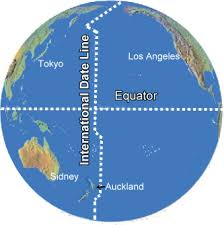 Tokyo
Los Angeles
International Date Line
Equator
Sidney
Auckland